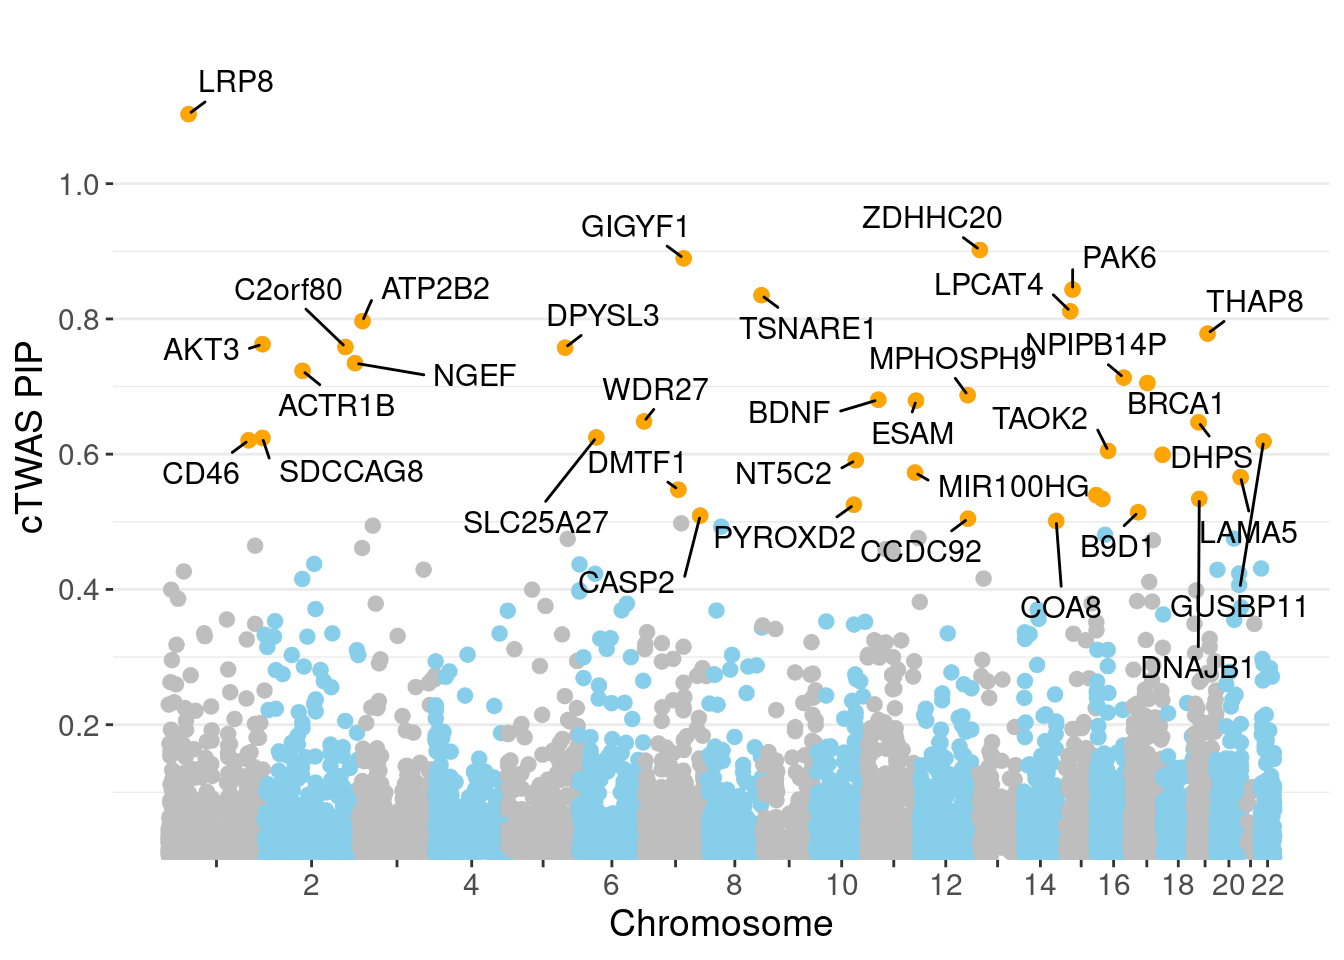 LRP8
1.0
ZDHHC20
GIGYF1
PAK6
LPCAT4
C2orf80
ATP2B2
THAP8
DPYSL3
0.8
TSNARE1
AKT3
NPIPB14P
MPHOSPH9
NGEF
WDR27
ACTR1B
BRCA1
BDNF
TAOK2
ESAM
0.6
DHPS
DMTF1
CD46
SDCCAG8
NT5C2
MIR100HG
SLC25A27
LAMA5
PYROXD2
B9D1
CCDC92
CASP2
0.4
COA8
GUSBP11
DNAJB1
0.2
cTWAS PIP
2 4 6 8 10 12 14 16 18 20 22
Chromosome